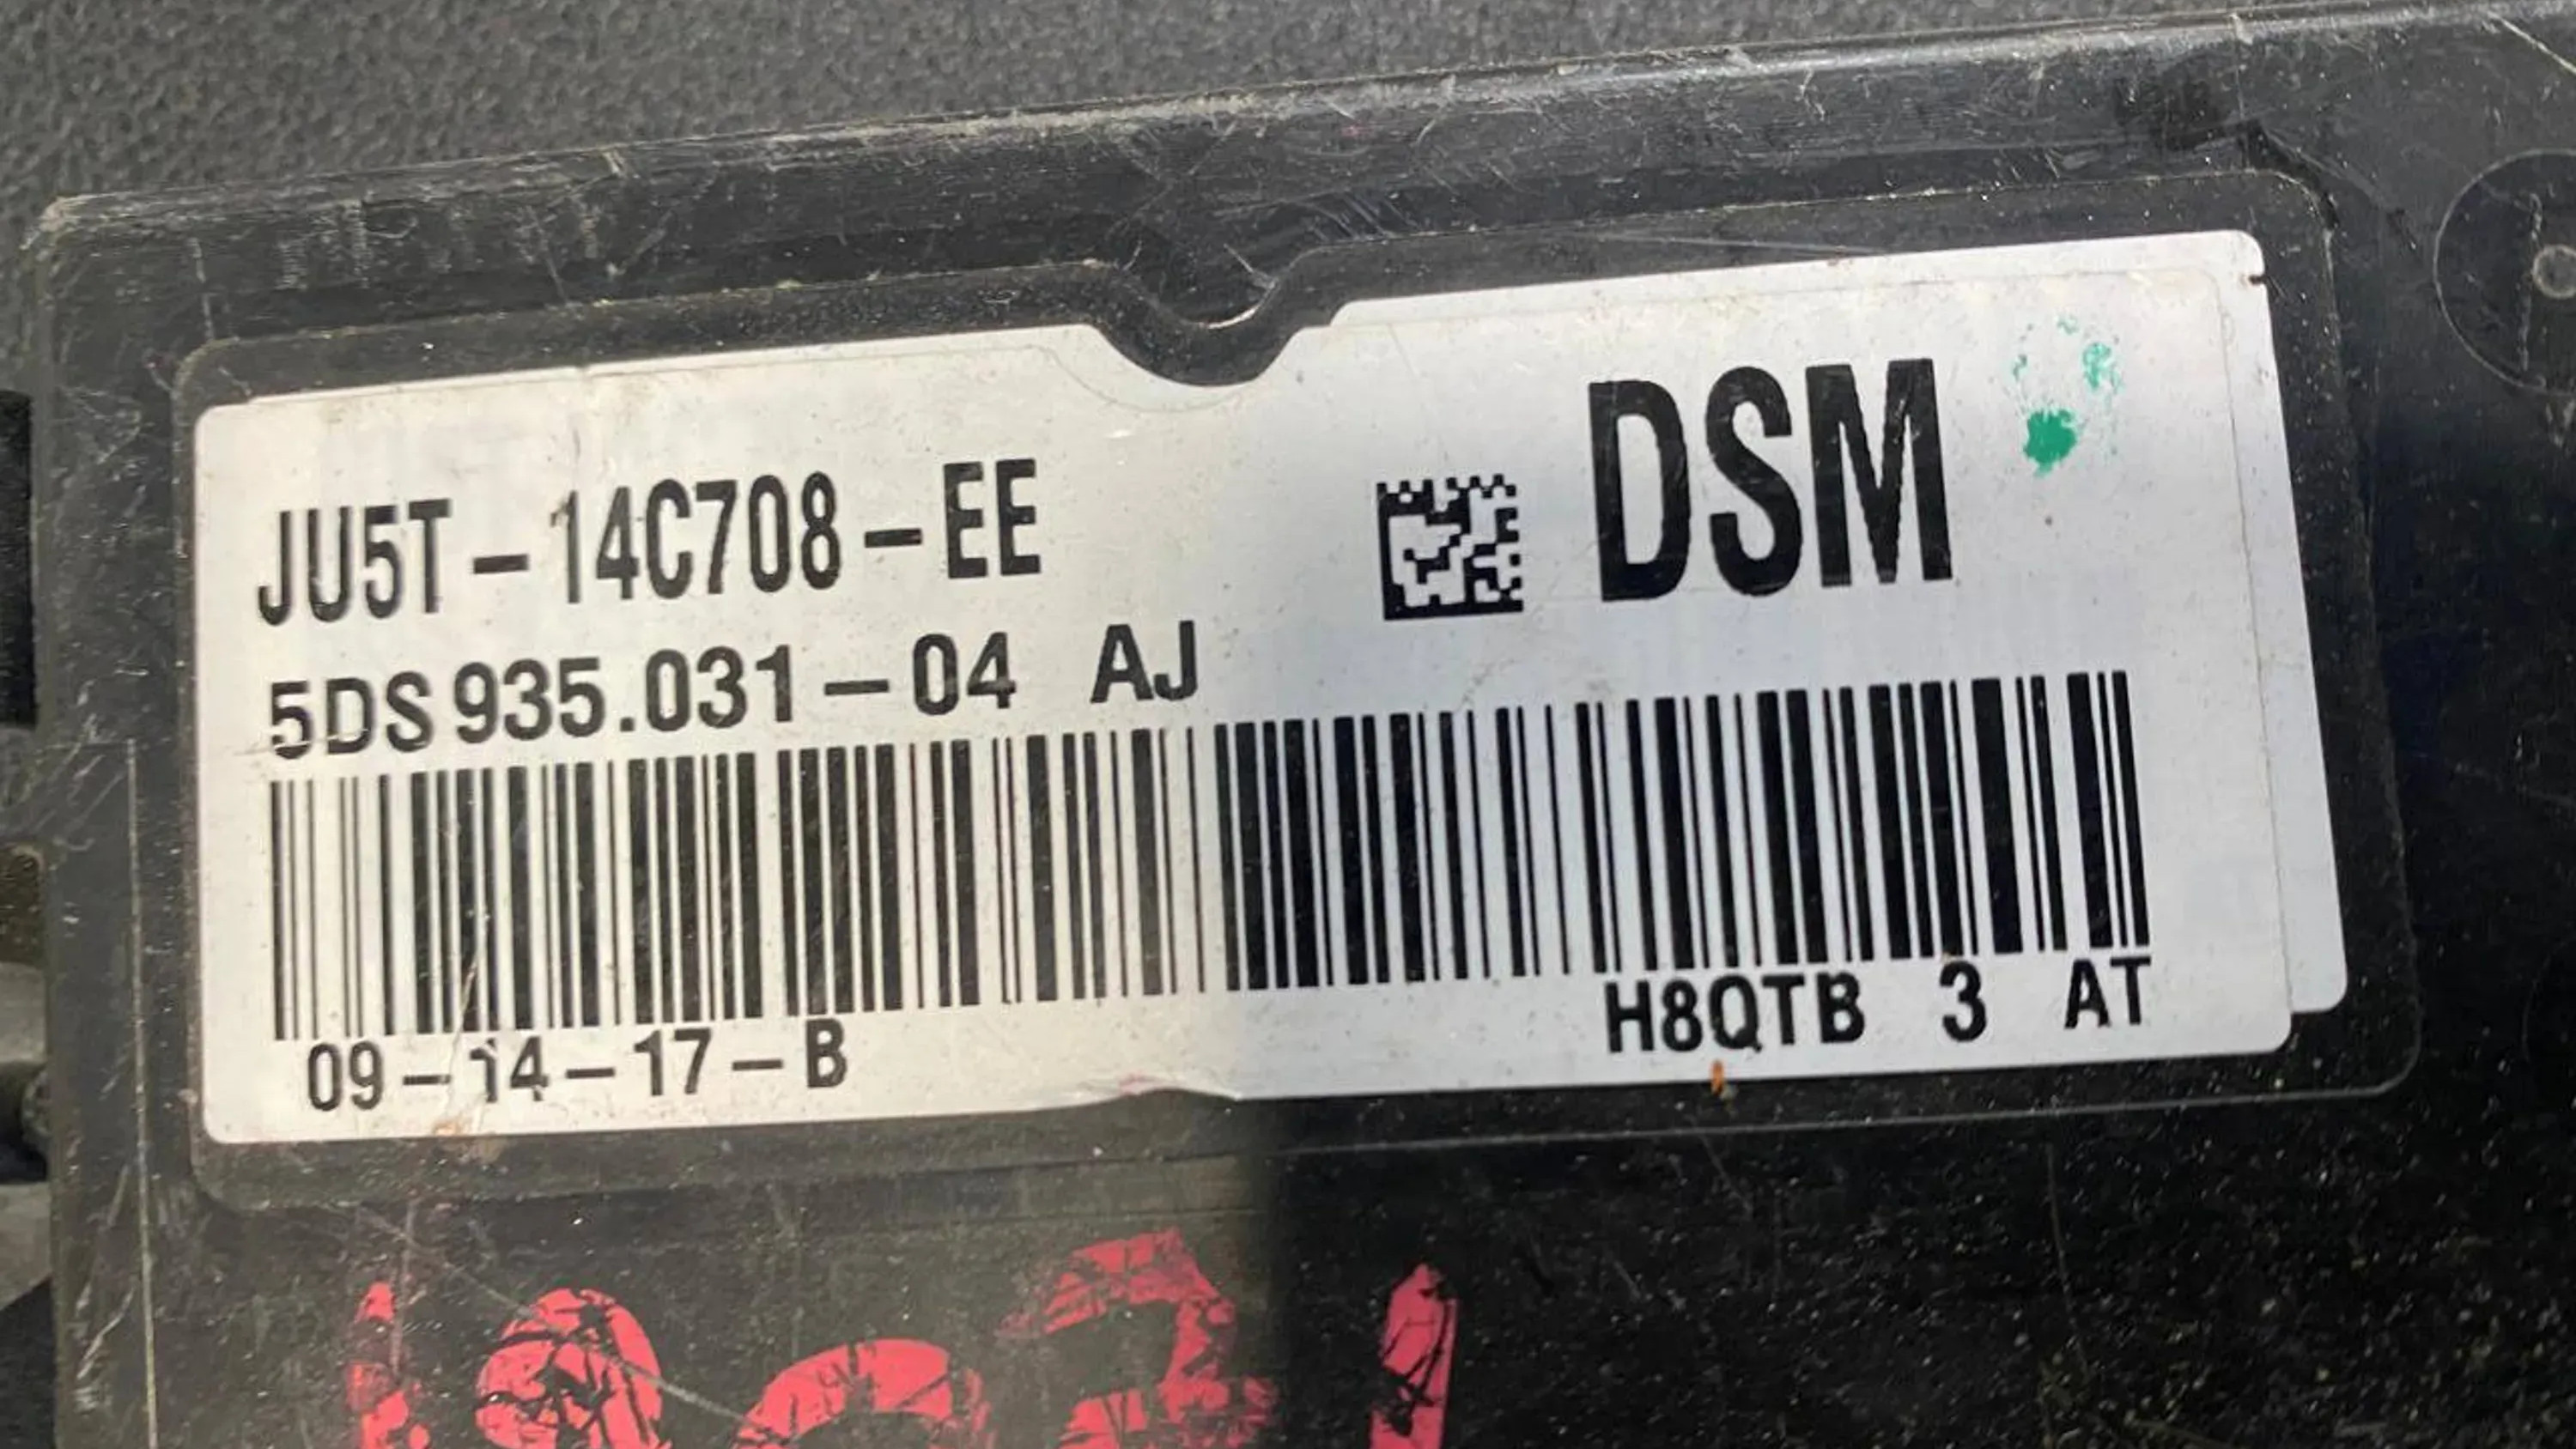 JU5T-14C708-EE
DSM
5DS 935.031-04 AJ
09-14-17-B
H8QTB 3 AT